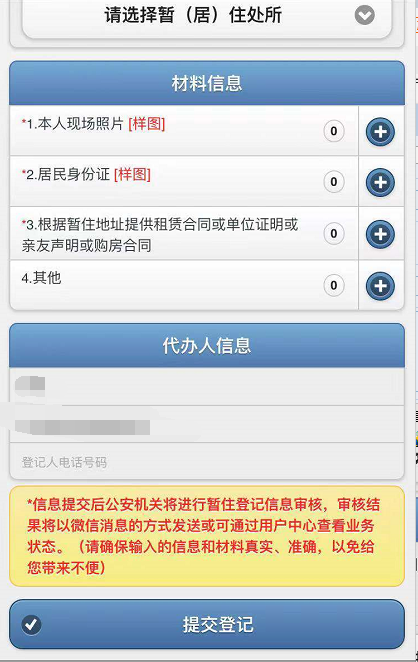 请选择暂（居）住处所
材料信息
*1.本人现场照片 [样图]
0
*2.居民身份证 [样图]
0
*3.根据暂住地址提供租赁合同或单位证明或
亲友声明或购房合同
0
4.其他
0
代办人信息
登记人电话号码
*信息提交后公安机关将进行暂住登记信息审核，审核结
果将以微信消息的方式发送或可通过用户中心查看业务
状态。（请确保输入的信息和材料真实、准确，以免给
您带来不便）
提交登记